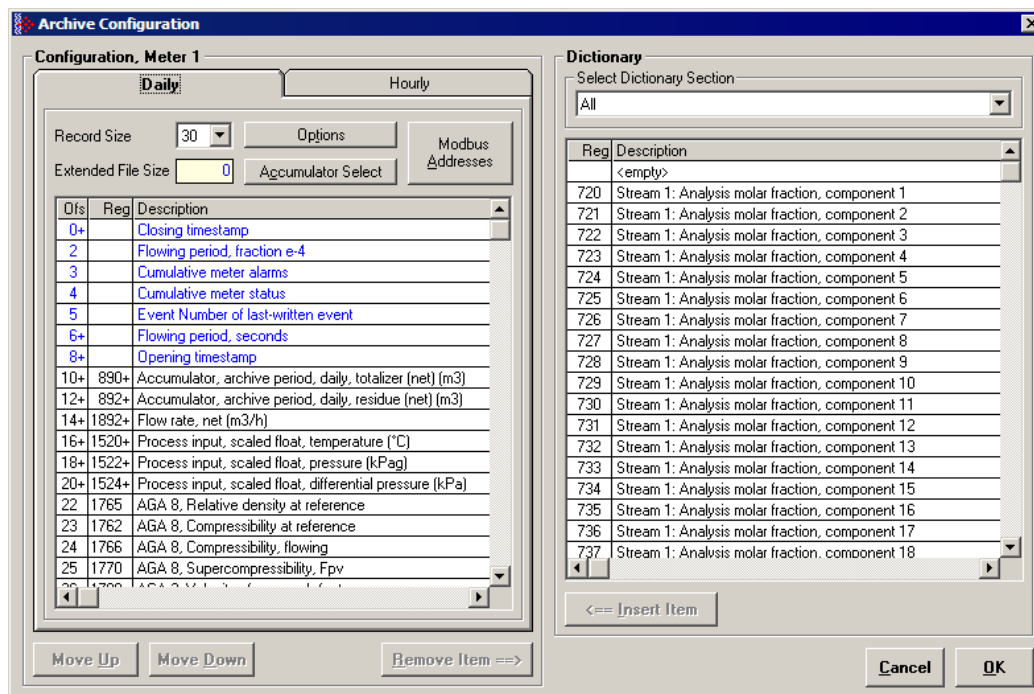 Archive Configuration
Configuration, Meter 1
Daily
Hourly
Record Size
30
Options
Modbus
Addresses
Extended File Size
0
Accumulator Select
Ofs Reg Description
0+ Closing timestamp
2 Flowing period, fraction e-4
3 Cumulative meter alarms
4 Cumulative meter status
5 Event Number of last-written event
6+ Flowing period, seconds
8+ Opening timestamp
10+ 890+ Accumulator, archive period, daily, totalizer (net) (m3)
12+ 892+ Accumulator, archive period, daily, residue (net) (m3)
14+ 1892+ Flow rate, net (m3/h)
16+ 1520+ Process input, scaled float, temperature (°C)
18+ 1522+ Process input, scaled float, pressure (kPag)
20+ 1524+ Process input, scaled float, differential pressure (kPa)
22 1765 AGA 8, Relative density at reference
23 1762 AGA 8, Compressibility at reference
24 1766 AGA 8, Compressibility, flowing
25 1770 AGA 8, Supercompressibility, Fpv
Move Up
Move Down
Remove Item ==>
Dictionary
Select Dictionary Section
All
Reg Description
<empty>
720 Stream 1: Analysis molar fraction, component 1
721 Stream 1: Analysis molar fraction, component 2
722 Stream 1: Analysis molar fraction, component 3
723 Stream 1: Analysis molar fraction, component 4
724 Stream 1: Analysis molar fraction, component 5
725 Stream 1: Analysis molar fraction, component 6
726 Stream 1: Analysis molar fraction, component 7
727 Stream 1: Analysis molar fraction, component 8
728 Stream 1: Analysis molar fraction, component 9
729 Stream 1: Analysis molar fraction, component 10
730 Stream 1: Analysis molar fraction, component 11
731 Stream 1: Analysis molar fraction, component 12
732 Stream 1: Analysis molar fraction, component 13
733 Stream 1: Analysis molar fraction, component 14
734 Stream 1: Analysis molar fraction, component 15
735 Stream 1: Analysis molar fraction, component 16
736 Stream 1: Analysis molar fraction, component 17
737 Stream 1: Analysis molar fraction, component 18
<== Insert Item
Cancel
OK